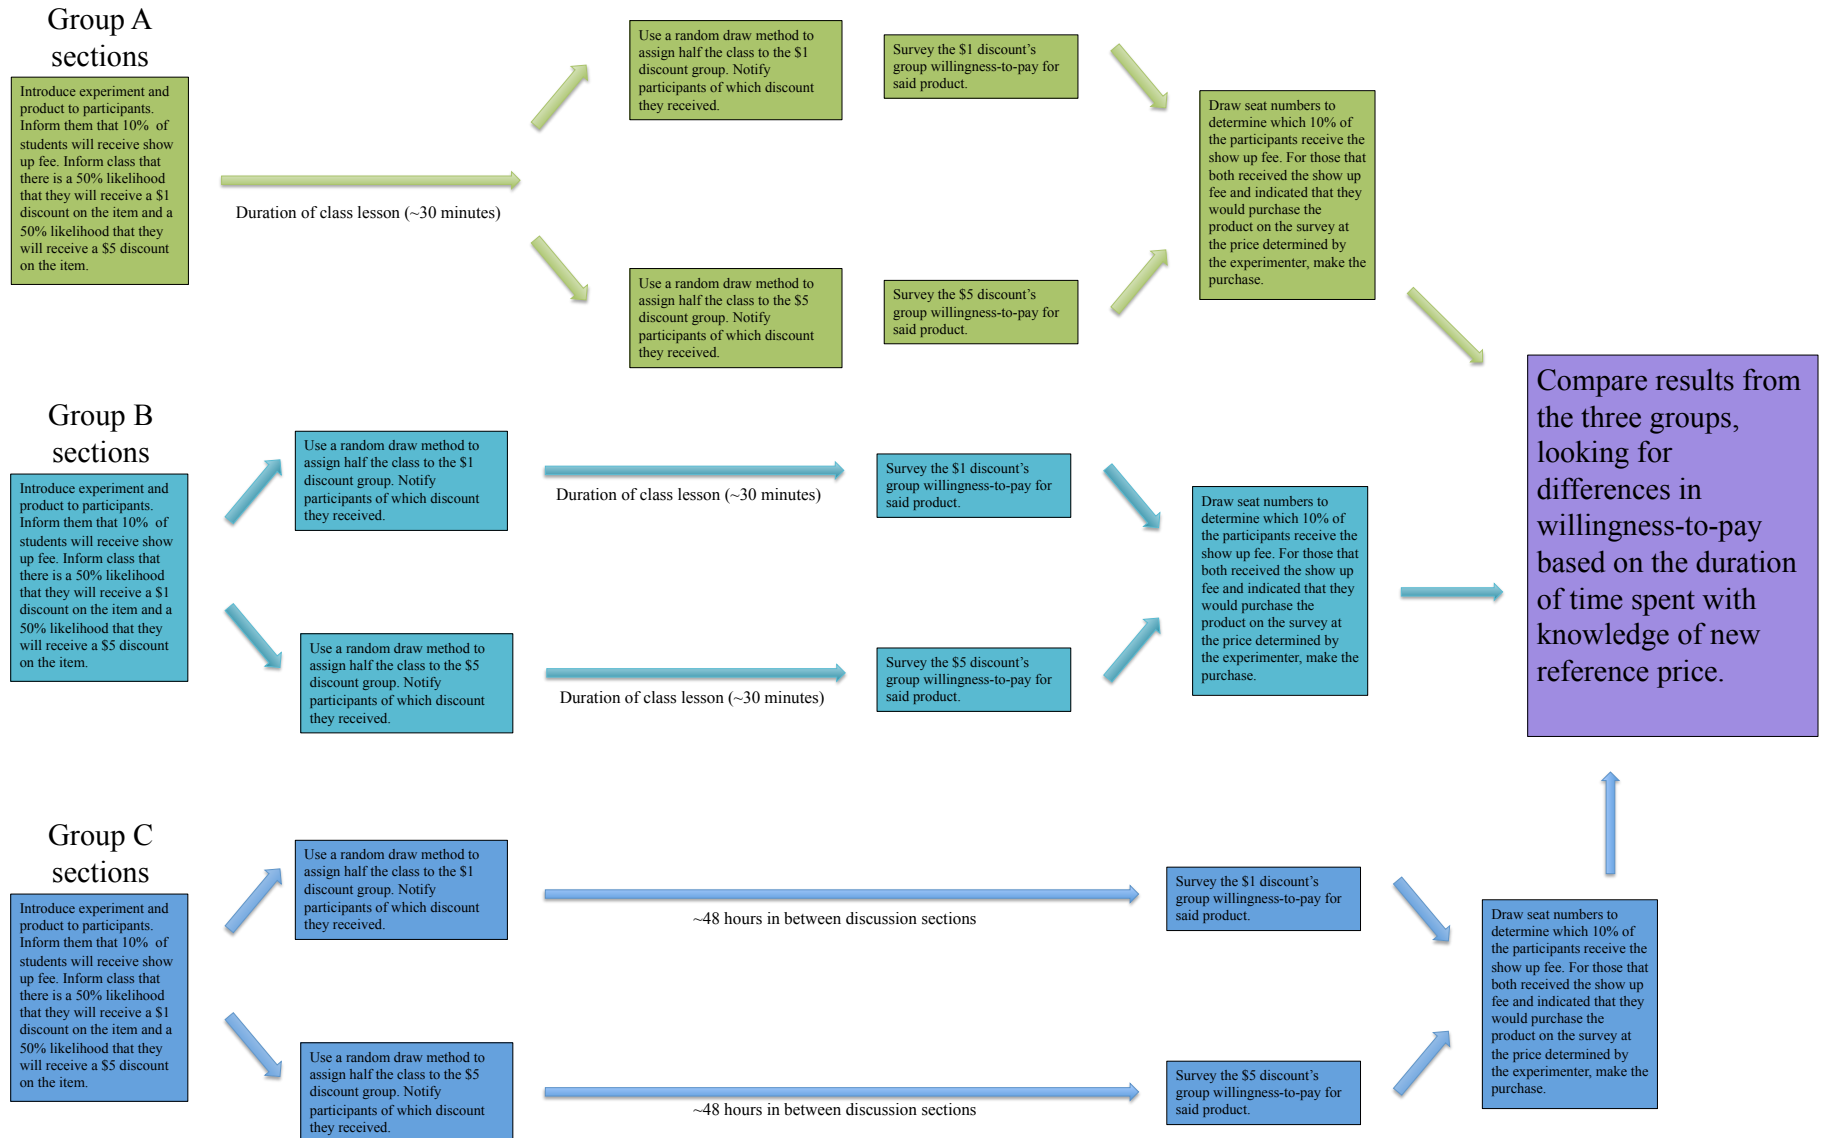 Group A
sections
Introduce experiment and
product to participants.
Inform them that 10% of
students will receive show
up fee. Inform class that
there is a 50% likelihood
that they will receive a $1
discount on the item and a
50% likelihood that they
will receive a $5 discount
on the item.
Duration of class lesson (~30 minutes)
Use a random draw method to
assign half the class to the $1
discount group. Notify
participants of which discount
they received.
Survey the $1 discount's
group willingness-to-pay for
said product.
Use a random draw method to
assign half the class to the $5
discount group. Notify
participants of which discount
they received.
Survey the $5 discount's
group willingness-to-pay for
said product.
Draw seat numbers to
determine which 10% of
the participants receive the
show up fee. For those that
both received the show up
fee and indicated that they
would purchase the
product on the survey at
the price determined by
the experimenter, make the
purchase.
Group B
sections
Introduce experiment and
product to participants.
Inform them that 10% of
students will receive show
up fee. Inform class that
there is a 50% likelihood
that they will receive a $1
discount on the item and a
50% likelihood that they
will receive a $5 discount
on the item.
Use a random draw method to
assign half the class to the $1
discount group. Notify
participants of which discount
they received.
Duration of class lesson (~30 minutes)
Survey the $1 discount's
group willingness-to-pay for
said product.
Use a random draw method to
assign half the class to the $5
discount group. Notify
participants of which discount
they received.
Duration of class lesson (~30 minutes)
Survey the $5 discount's
group willingness-to-pay for
said product.
Draw seat numbers to
determine which 10% of
the participants receive the
show up fee. For those that
both received the show up
fee and indicated that they
would purchase the
product on the survey at
the price determined by
the experimenter, make the
purchase.
Compare results from
the three groups,
looking for
differences in
willingness-to-pay
based on the duration
of time spent with
knowledge of new
reference price.
Group C
sections
Introduce experiment and
product to participants.
Inform them that 10% of
students will receive show
up fee. Inform class that
there is a 50% likelihood
that they will receive a $1
discount on the item and a
50% likelihood that they
will receive a $5 discount
on the item.
Use a random draw method to
assign half the class to the $1
discount group. Notify
participants of which discount
they received.
~48 hours in between discussion sections
Survey the $1 discount's
group willingness-to-pay for
said product.
Use a random draw method to
assign half the class to the $5
discount group. Notify
participants of which discount
they received.
~48 hours in between discussion sections
Survey the $5 discount's
group willingness-to-pay for
said product.
Draw seat numbers to
determine which 10% of
the participants receive the
show up fee. For those that
both received the show up
fee and indicated that they
would purchase the
product on the survey at
the price determined by
the experimenter, make the
purchase.